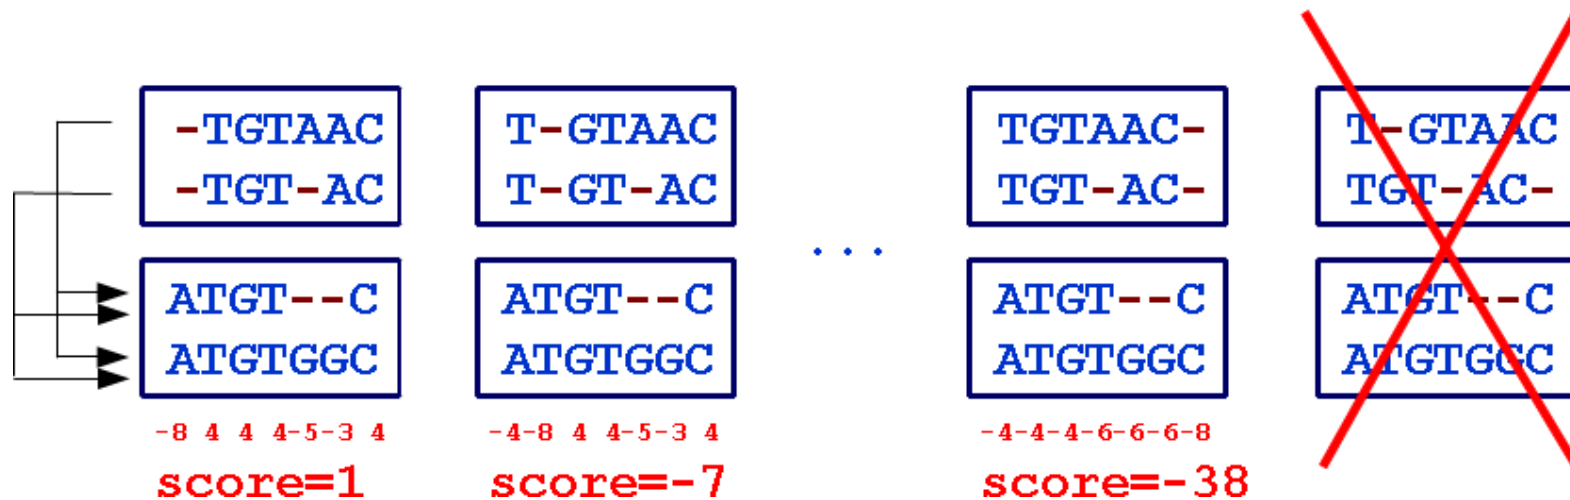 -TGTAAC
-TGT-AC
ATGT--C
ATGTGGC
-8 4 4 4-5-3 4
score=1
T-GTAAC
T-GT-AC
ATGT--C
ATGTGGC
-4-8 4 4-5-3 4
score=-7
...
TGTAAC-
TGT-AC-
ATGT--C
ATGTGGC
-4-4-4-6-6-6-8
score=-38
T-GTAAC
TGT-AC-
ATGT--C
ATGTGGC